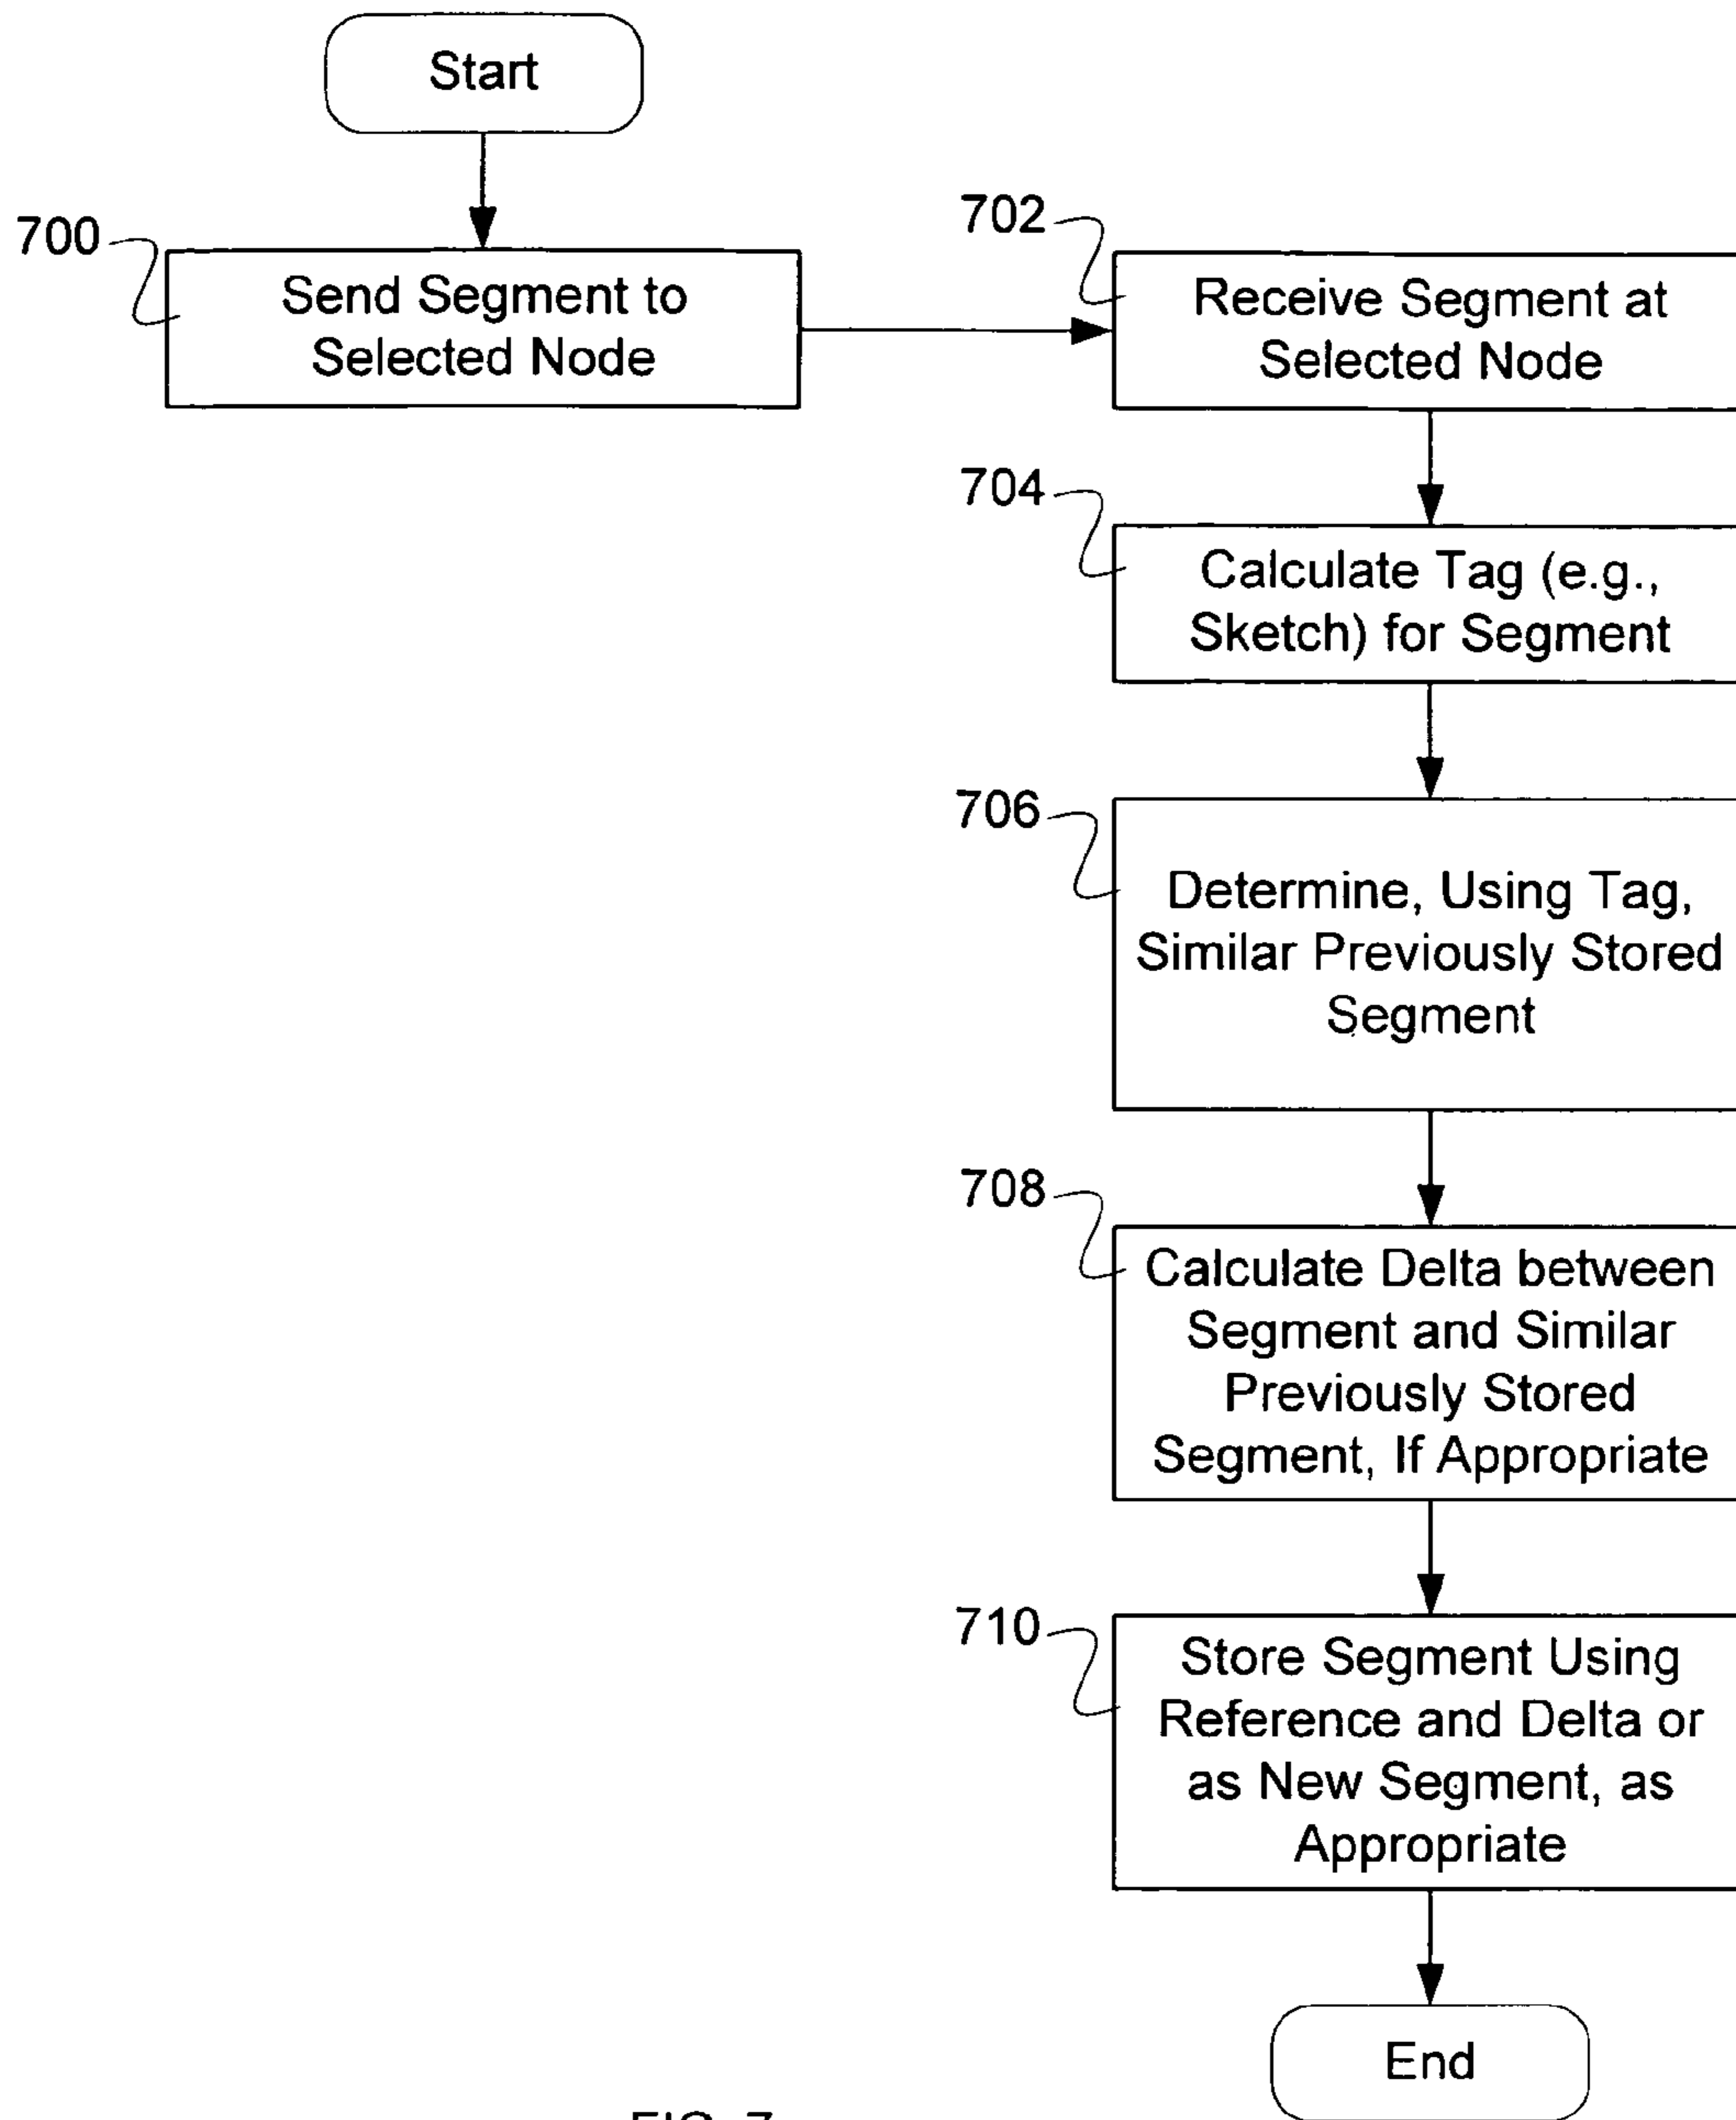 Start
700
Send Segment to
Selected Node
702
Receive Segment at
Selected Node
704
Calculate Tag (e.g.,
Sketch) for Segment
706
Determine, Using Tag,
Similar Previously Stored
Segment
708
Calculate Delta between
Segment and Similar
Previously Stored
Segment, If Appropriate
710
Store Segment Using
Reference and Delta or
as New Segment, as
Appropriate
End
FIG. 7